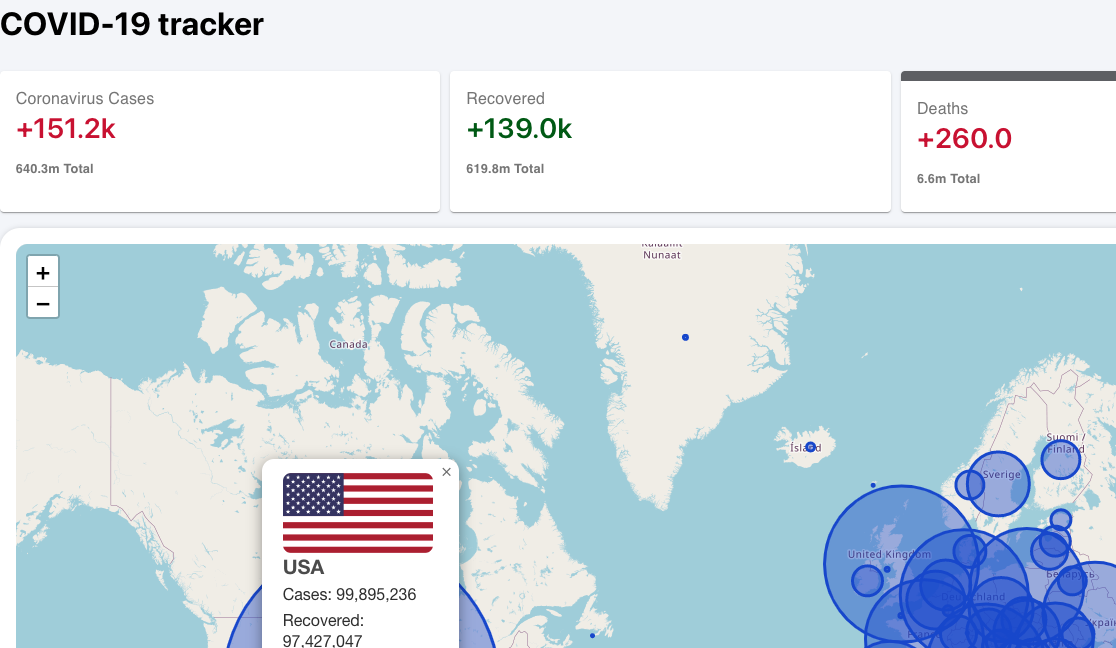 COVID-19 tracker
Coronavirus Cases
+151.2k
640.3m Total
Recovered
+139.0k
619.8m Total
Deaths
+260.0
6.6m Total
+
−
Nunaat
Canada
Ísland
Suomi /
Finland
Sverige
×
USA
Cases: 99,895,236
Recovered:
97,427,047
United Kingdom
Беларусь
Deutschland